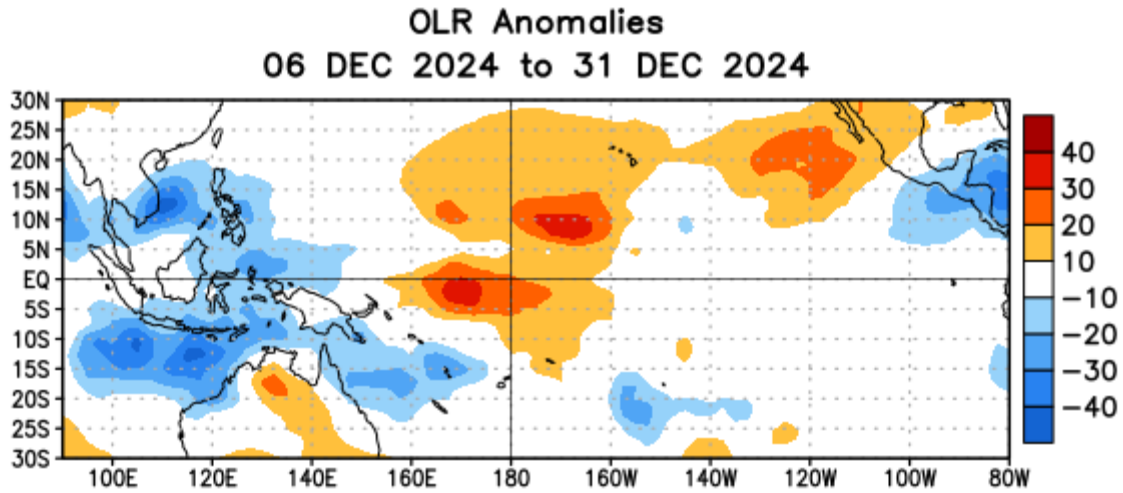 OLR Anomalies
06 DEC 2024 to 31 DEC 2024
30N
25N
20N
15N
10N
5N
EQ
5S
10S
15S
20S
25S
30S
100E 120E 140E 160E 180 160W 140W 120W 100W 80W
40
30
20
10
-10
-20
-30
-40